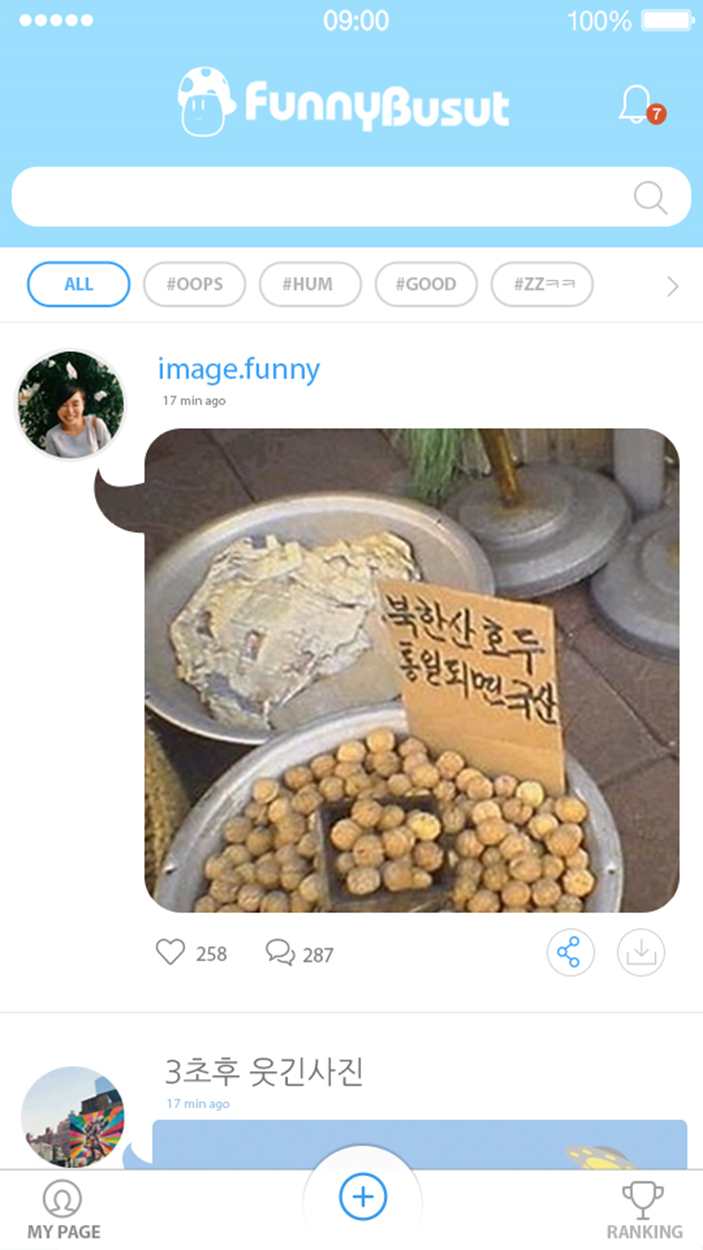 09:00
100%
FunnyBusut
7
ALL
#OOPS
#HUM
#GOOD
#ZZㅋㅋ
image.funny
17 min ago
북한산 호두
통일되면 국산
258
287
3초후 웃긴사진
17 min ago
MY PAGE
RANKING